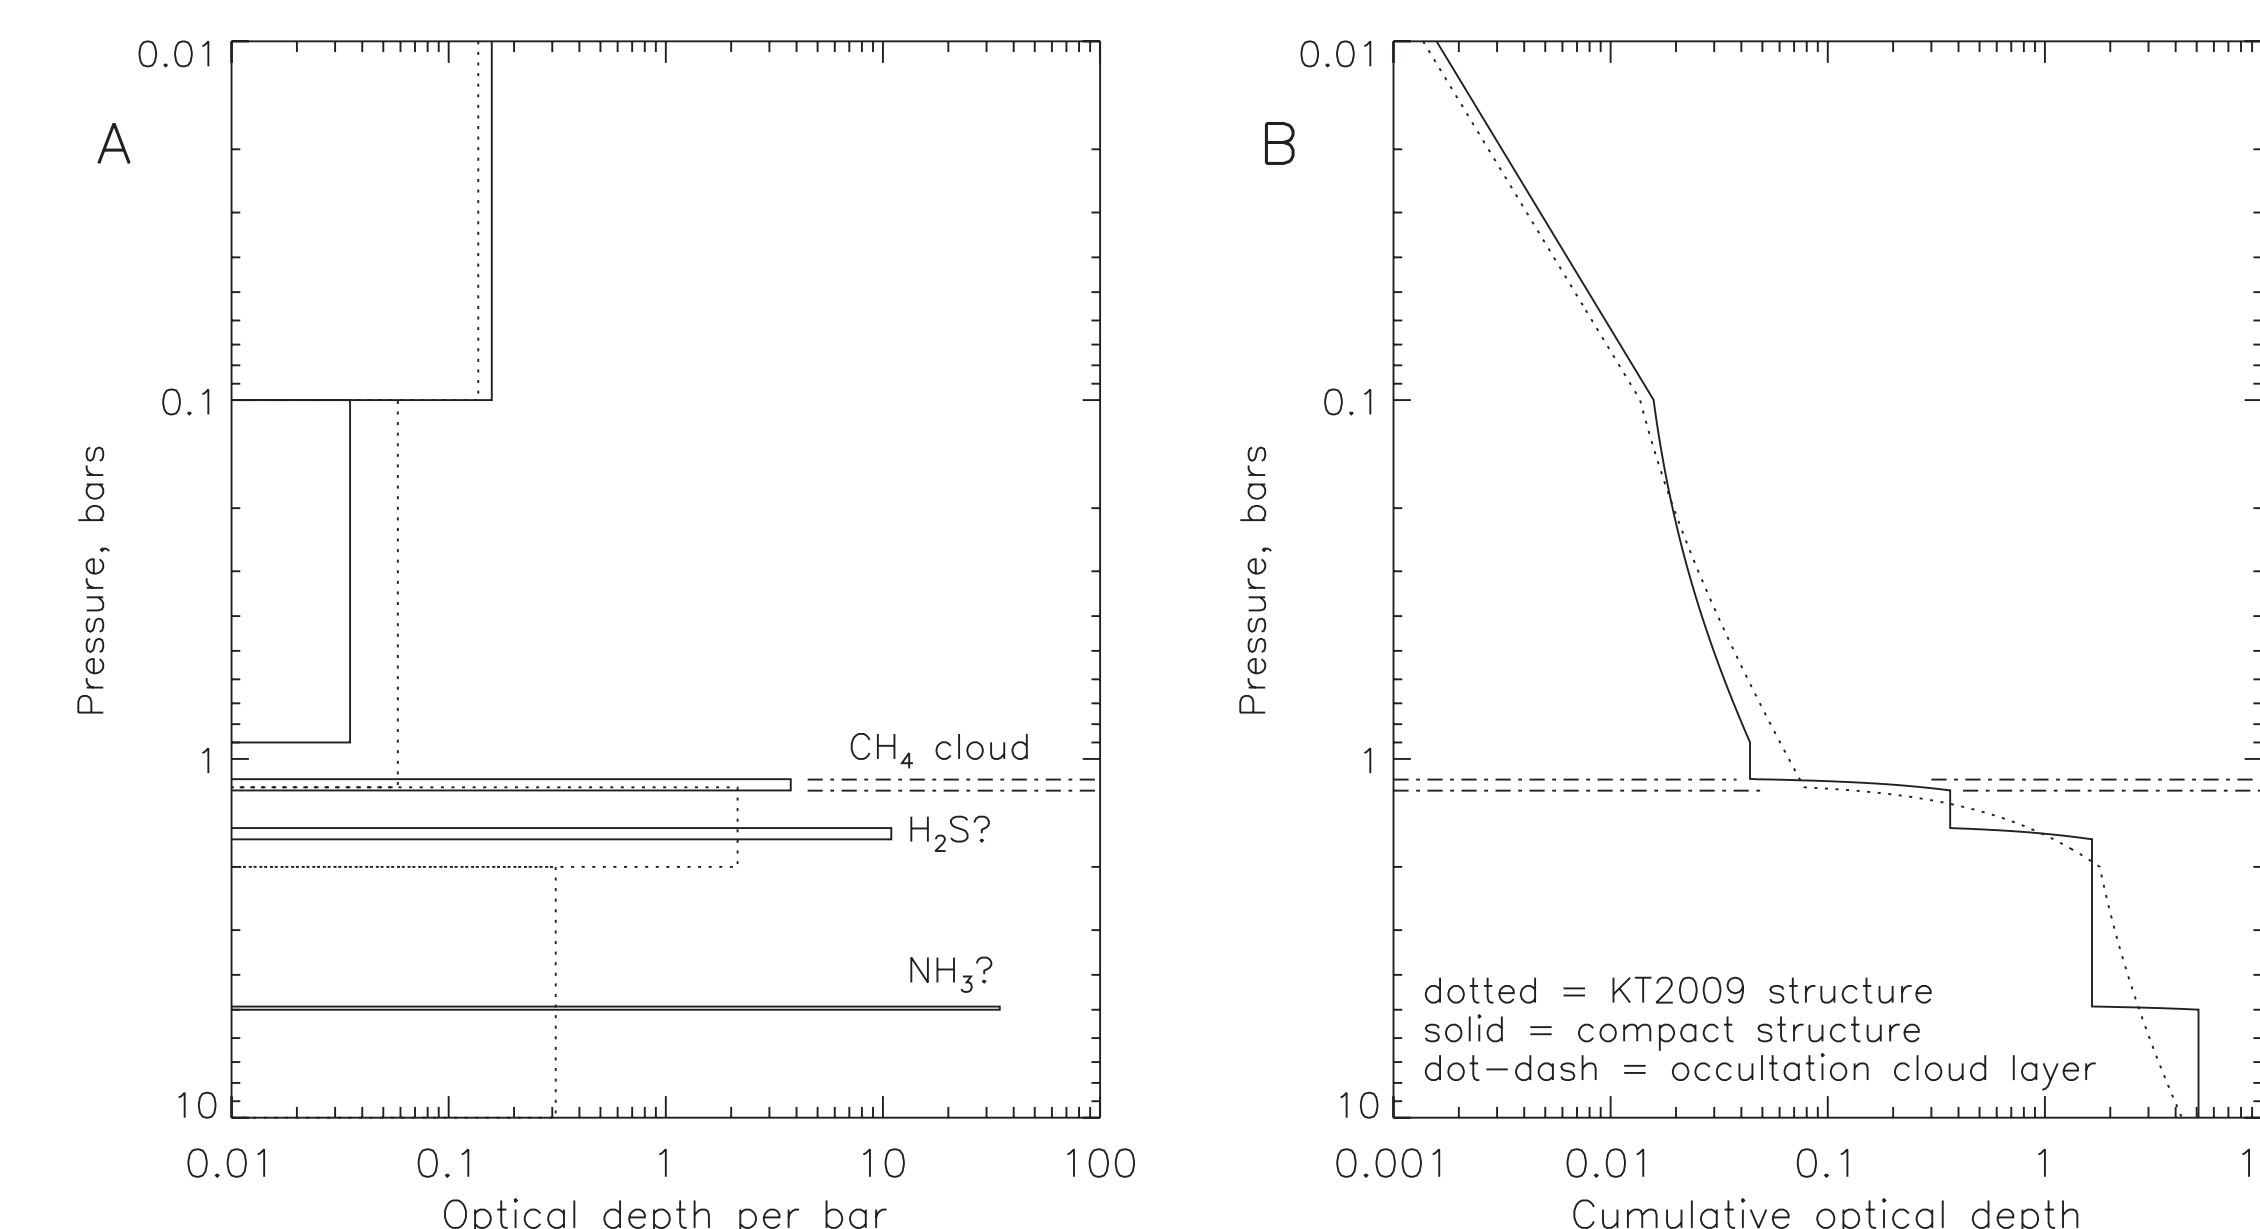 A
0.01
0.1
1
10
Pressure, bars
CH4 cloud
H2S?
NH3?
0.01 0.1 1 10 100
Optical depth per bar
B
0.01
0.1
1
10
Pressure, bars
dotted = KT2009 structure
solid = compact structure
dot-dash = occultation cloud layer
0.001 0.01 0.1 1
Cumulative optical depth